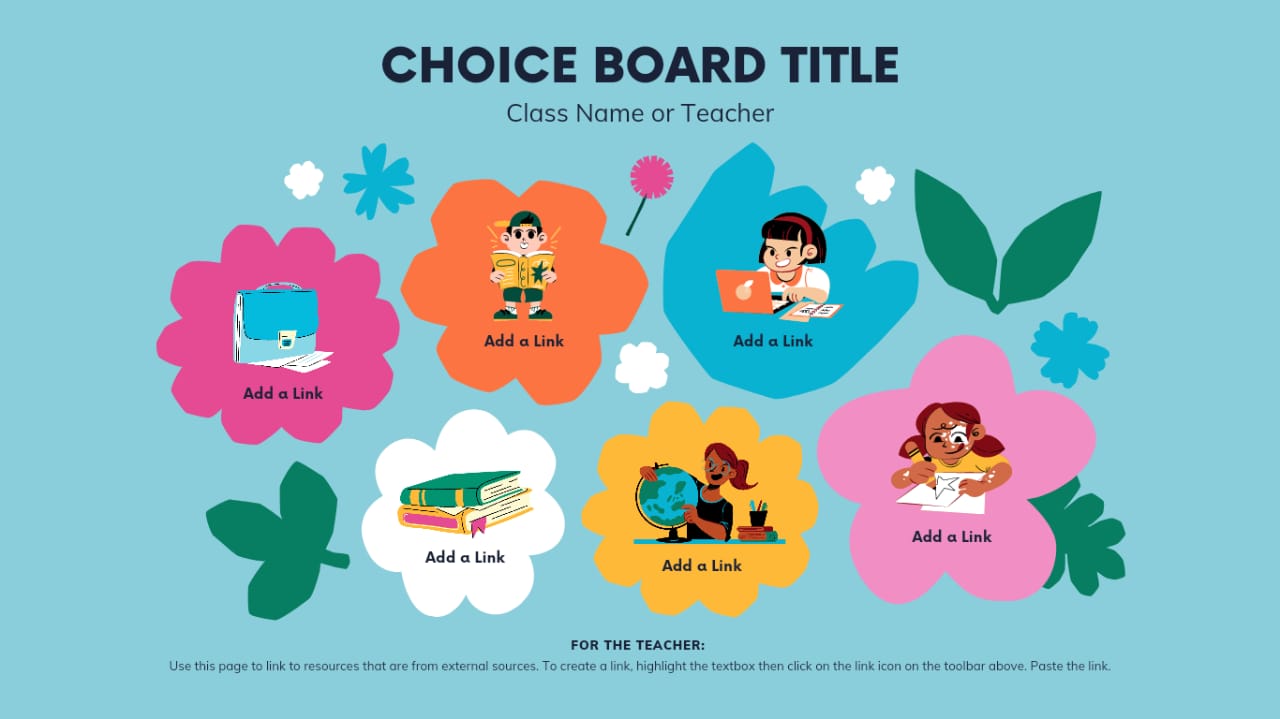 CHOICE BOARD TITLE
Class Name or Teacher
Add a Link
Add a Link
Add a Link
Add a Link
Add a Link
Add a Link
FOR THE TEACHER:
Use this page to link to resources that are from external sources. To create a link, highlight the textbox then click on the link icon on the toolbar above. Paste the link.